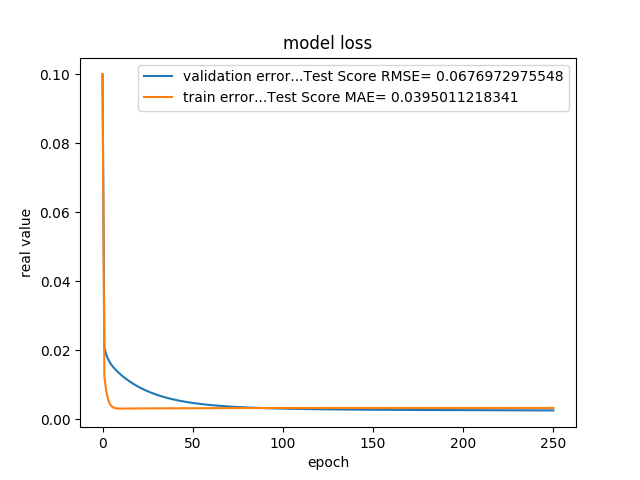 model loss
validation error...Test Score RMSE= 0.0676972975548
train error...Test Score MAE= 0.0395011218341
0.10
0.08
0.06
0.04
0.02
0.00
real value
0 50 100 150 200 250
epoch